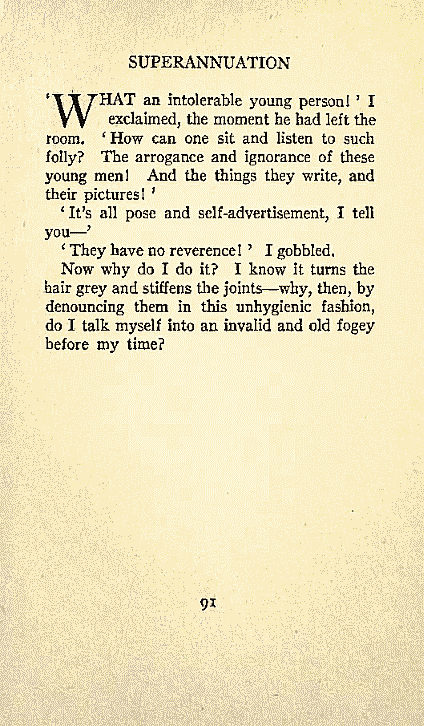 SUPERANNUATION
‘WHAT an intolerable young person! ’ I
exclaimed, the moment he had left the
room. ‘How can one sit and listen to such
folly? The arrogance and ignorance of these
young men! And the things they write, and
their pictures! ’
‘It's all pose and self-advertisement, I tell
you—’
‘They have no reverence! ’ I gobbled.
Now why do I do it? I know it turns the
hair grey and stiffens the joints—why, then, by
denouncing them in this unhygienic fashion,
do I talk myself into an invalid and old fogey
before my time?
91